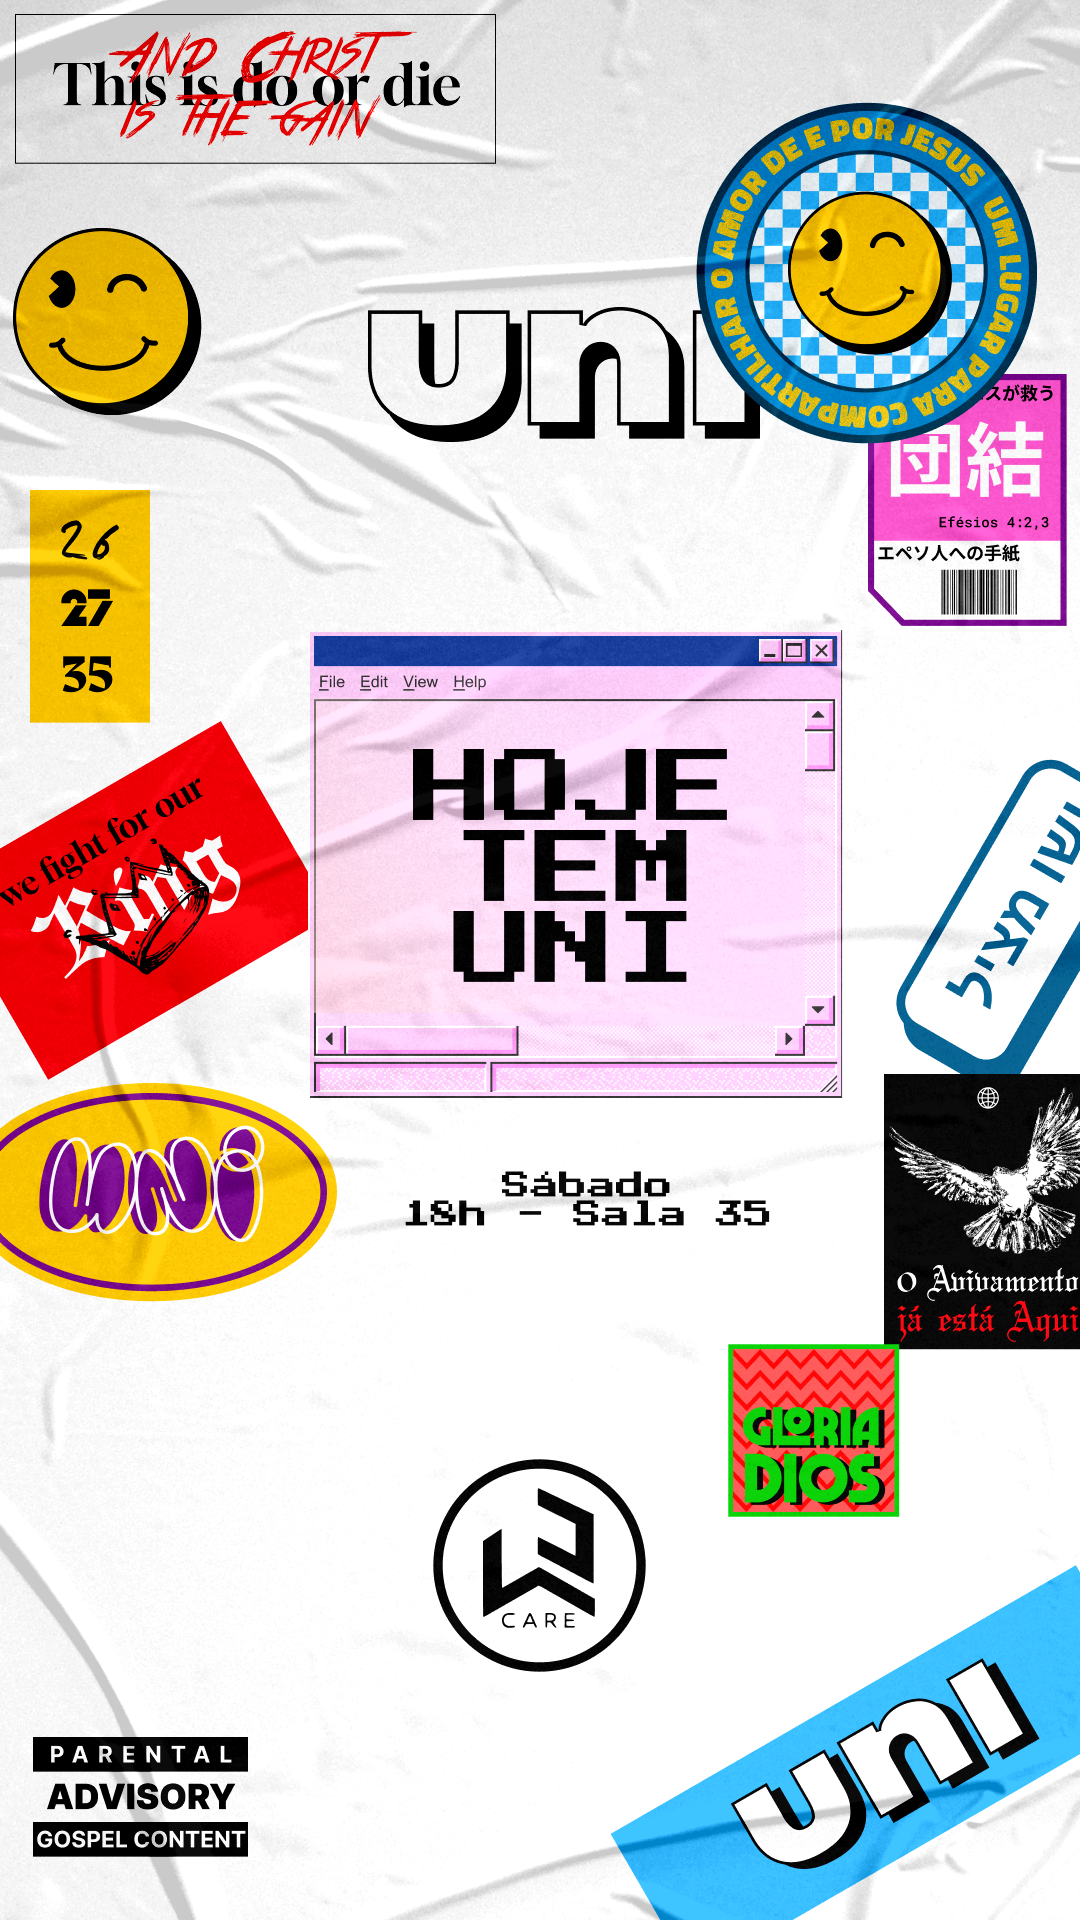 This is do or die
AND CHRIST
IS THE GAIN
UM LUGAR PARA COMPARTILHAR O AMOR DE E POR JESUS
uni
スが救う
団結
Efésios 4:2,3
エペソ人への手紙
26
27
35
File Edit View Help
HOJE
TEM
UNI
we fight for our
King
ישו מציל
UNi
Sábado
18h - Sala 35
O Avivamento
já está Aqui
GLORIA
DIOS
CARE
uni
PARENTAL
ADVISORY
GOSPEL CONTENT